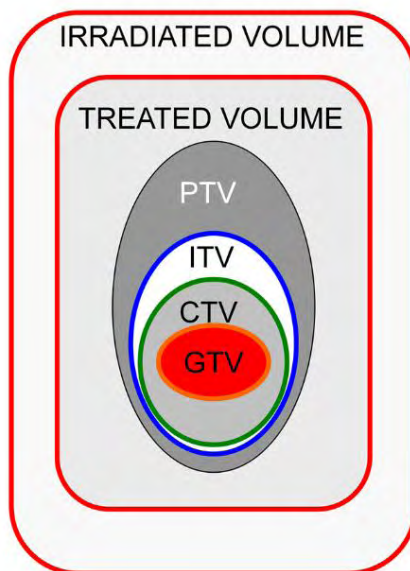 IRRADIATED VOLUME
TREATED VOLUME
PTV
ITV
CTV
GTV